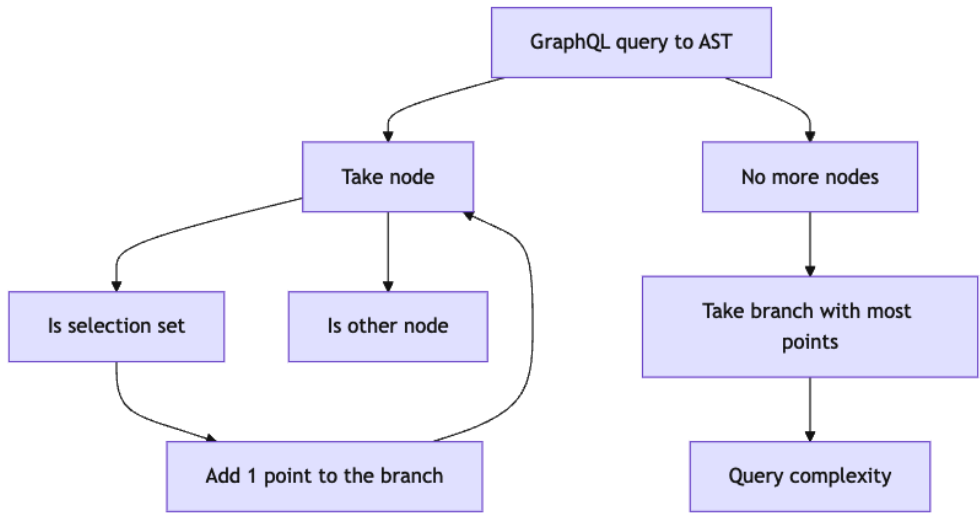 GraphQL query to AST
Take node
No more nodes
Is selection set
Is other node
Take branch with most
points
Add 1 point to the branch
Query complexity